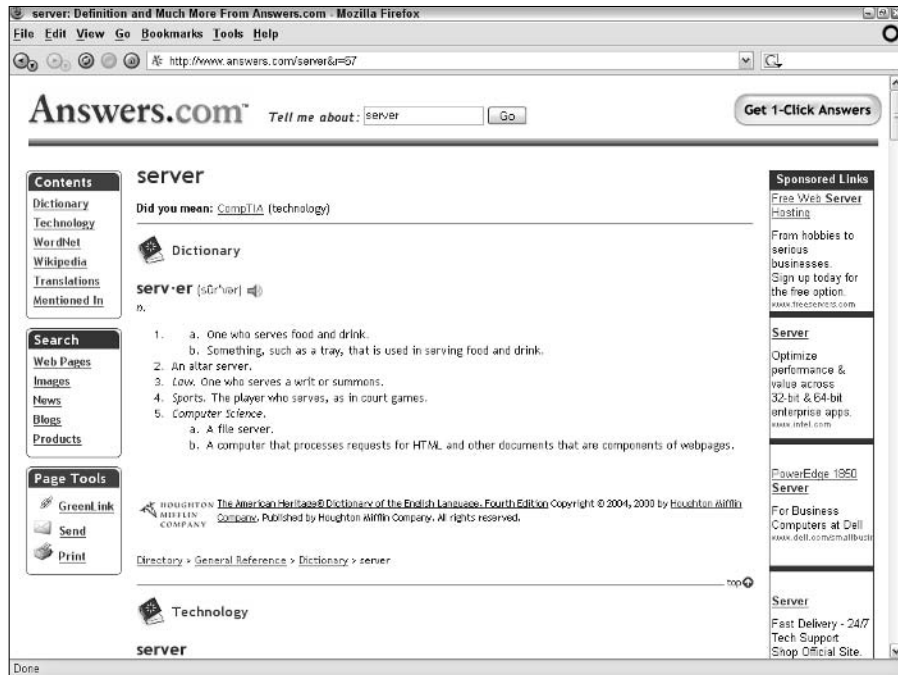 server: Definition and Much More From Answers.com - Mozilla Firefox
File Edit View Go Bookmarks Tools Help
http://www.answers.com/server&r=67
Answers.com™ Tell me about: server Go
Get 1-Click Answers
Contents
Dictionary
Technology
WordNet
Wikipedia
Translations
Mentioned In
Search
Web Pages
Images
News
Blogs
Products
Page Tools
GreenLink
Send
Print
server
Did you mean: CompTIA (technology)
Dictionary
serv·er (sûr'vər)
n.
1. a. One who serves food and drink.
b. Something, such as a tray, that is used in serving food and drink.
2. An altar server.
3. Law. One who serves a writ or summons.
4. Sports. The player who serves, as in court games.
5. Computer Science.
a. A file server.
b. A computer that processes requests for HTML and other documents that are components of webpages.
HOUGHTON
MIFFLIN
COMPANY
The American Heritage® Dictionary of the English Language, Fourth Edition Copyright © 2004, 2000 by Houghton Mifflin
Company. Published by Houghton Mifflin Company. All rights reserved.
Directory > General Reference > Dictionary > server
top
Technology
server
Sponsored Links
Free Web Server
Hosting
From hobbies to
serious
businesses.
Sign up today for
the free option.
www.freeservers.com
Server
Optimize
performance &
value across
32-bit & 64-bit
enterprise apps.
www.intel.com
PowerEdge 1850
Server
For Business
Computers at Dell
www.dell.com/smallbusin
Server
Fast Delivery - 24/7
Tech Support
Shop Official Site.
Done